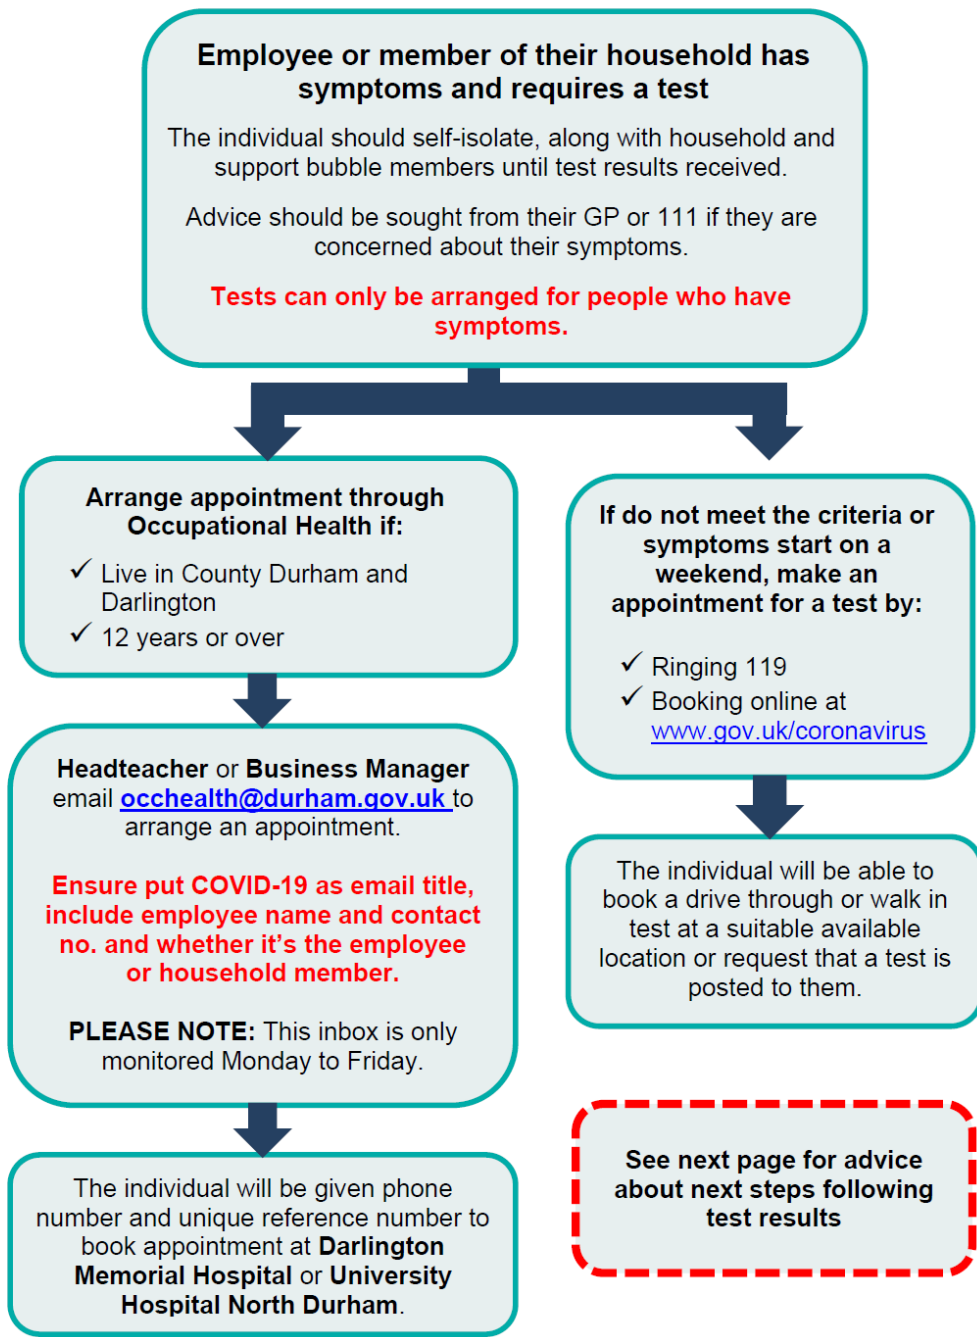 Employee or member of their household has
symptoms and requires a test
The individual should self-isolate, along with household and
support bubble members until test results received.
Advice should be sought from their GP or 111 if they are
concerned about their symptoms.
Tests can only be arranged for people who have
symptoms.
Arrange appointment through
Occupational Health if:
✓ Live in County Durham and
Darlington
✓ 12 years or over
Headteacher or Business Manager
email occhealth@durham.gov.uk to
arrange an appointment.
Ensure put COVID-19 as email title,
include employee name and contact
no. and whether it's the employee
or household member.
PLEASE NOTE: This inbox is only
monitored Monday to Friday.
The individual will be given phone
number and unique reference number to
book appointment at Darlington
Memorial Hospital or University
Hospital North Durham.
If do not meet the criteria or
symptoms start on a
weekend, make an
appointment for a test by:
✓ Ringing 119
✓ Booking online at
www.gov.uk/coronavirus
The individual will be able to
book a drive through or walk in
test at a suitable available
location or request that a test is
posted to them.
See next page for advice
about next steps following
test results